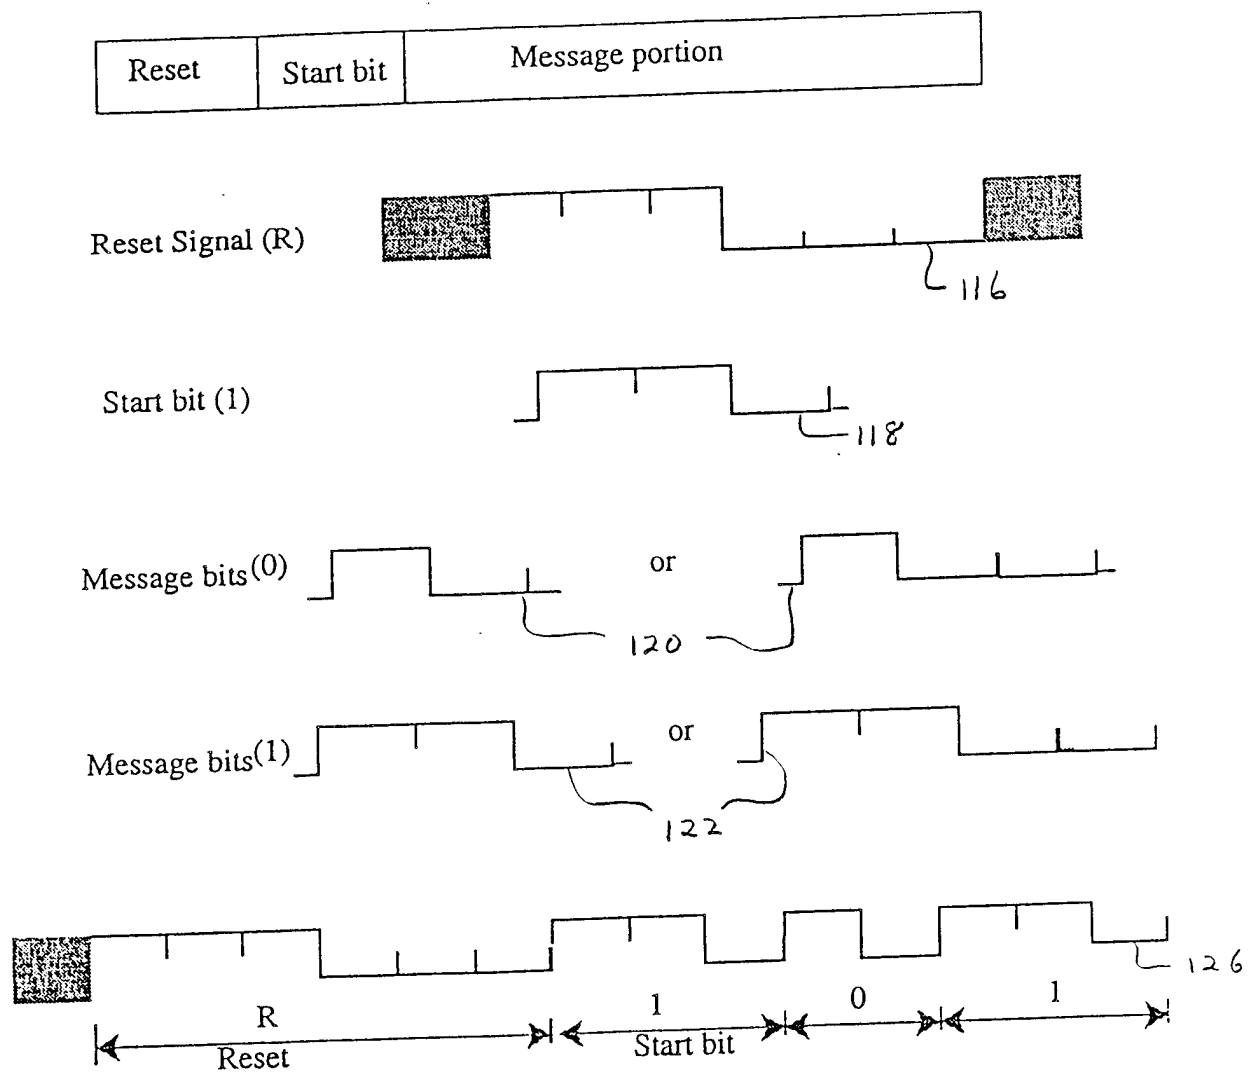 Reset Start bit Message portion
Reset Signal (R)
116
Start bit (1)
118
Message bits(0) or
120
Message bits(1) or
122
126
R 1 0 1
Reset Start bit